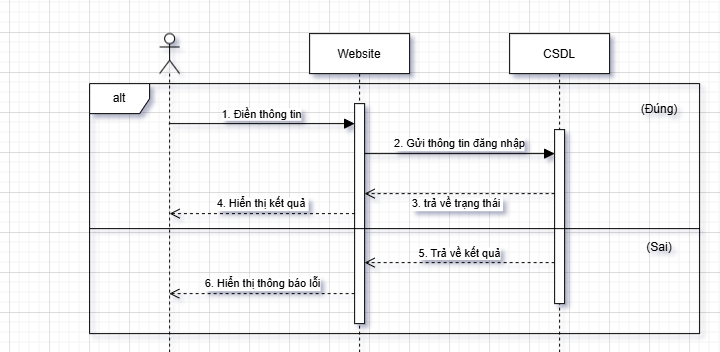 Website
CSDL
alt
(Đúng)
1. Điền thông tin
2. Gửi thông tin đăng nhập
3. trả về trạng thái
4. Hiển thị kết quả
(Sai)
5. Trả về kết quả
6. Hiển thị thông báo lỗi